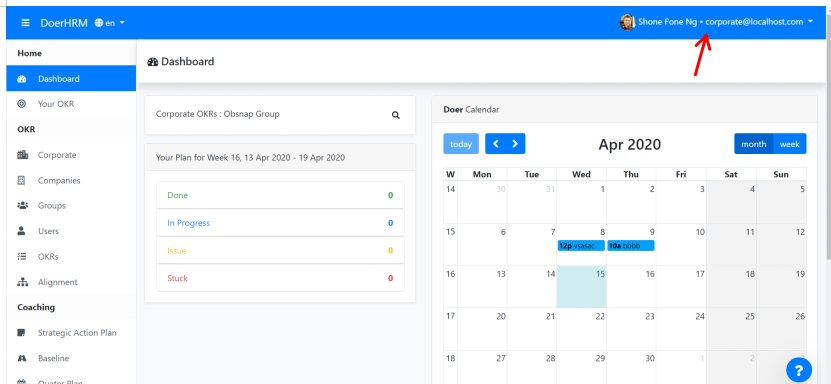 DoerHRM en
Shone Fone Ng • corporate@localhost.com
Home
Dashboard
Your OKR
OKR
Corporate
Companies
Groups
Users
OKRs
Alignment
Coaching
Strategic Action Plan
Baseline
Quater Plan
Dashboard
Corporate OKRs : Obsnap Group
Your Plan for Week 16, 13 Apr 2020 - 19 Apr 2020
Done 0
In Progress 0
Issue 0
Stuck 0
Doer Calendar
today Apr 2020 month week
W Mon Tue Wed Thu Fri Sat Sun
14 30 31 1 2 3 4 5
15 6 7 8 9 10 11 12
12p vsasac 10a bbbb
16 13 14 15 16 17 18 19
17 20 21 22 23 24 25 26
18 27 28 29 30 1 2
?